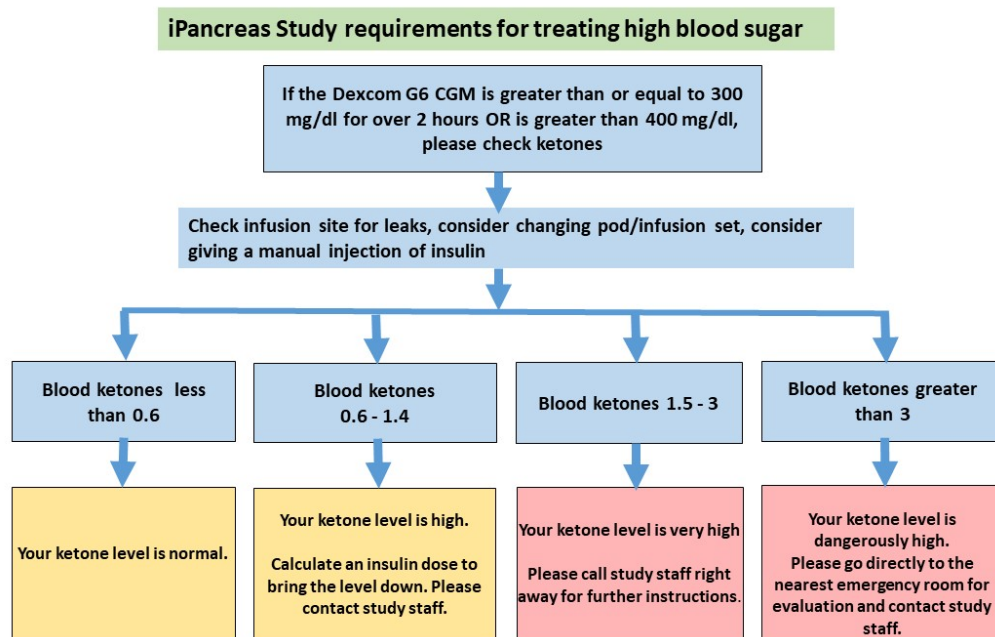 iPancreas Study requirements for treating high blood sugar
If the Dexcom G6 CGM is greater than or equal to 300
mg/dl for over 2 hours OR is greater than 400 mg/dl,
please check ketones
Check infusion site for leaks, consider changing pod/infusion set, consider
giving a manual injection of insulin
Blood ketones less
than 0.6
Blood ketones
0.6 - 1.4
Blood ketones 1.5 - 3
Blood ketones greater
than 3
Your ketone level is normal.
Your ketone level is high.
Calculate an insulin dose to
bring the level down. Please
contact study staff.
Your ketone level is very high
Please call study staff right
away for further instructions.
Your ketone level is
dangerously high.
Please go directly to the
nearest emergency room for
evaluation and contact study
staff.